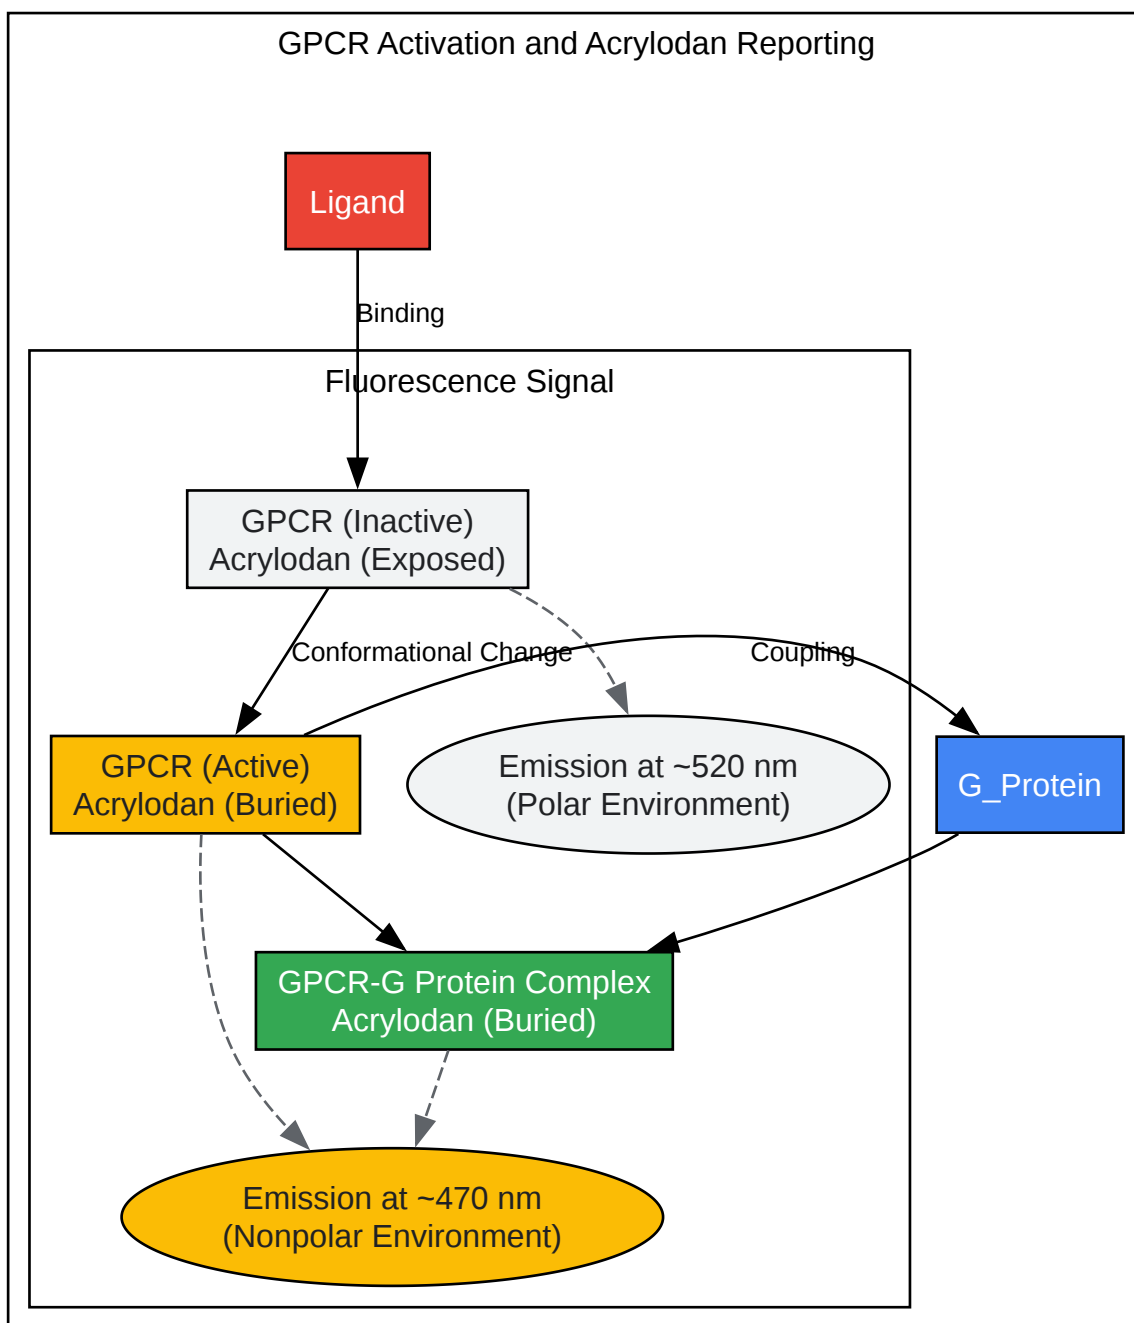 GPCR Activation and Acrylodan Reporting
Ligand
Binding
Fluorescence Signal
GPCR (Inactive)
Acrylodan (Exposed)
Conformational Change
Coupling
GPCR (Active)
Acrylodan (Buried)
Emission at ~520 nm
(Polar Environment)
G_Protein
GPCR-G Protein Complex
Acrylodan (Buried)
Emission at ~470 nm
(Nonpolar Environment)